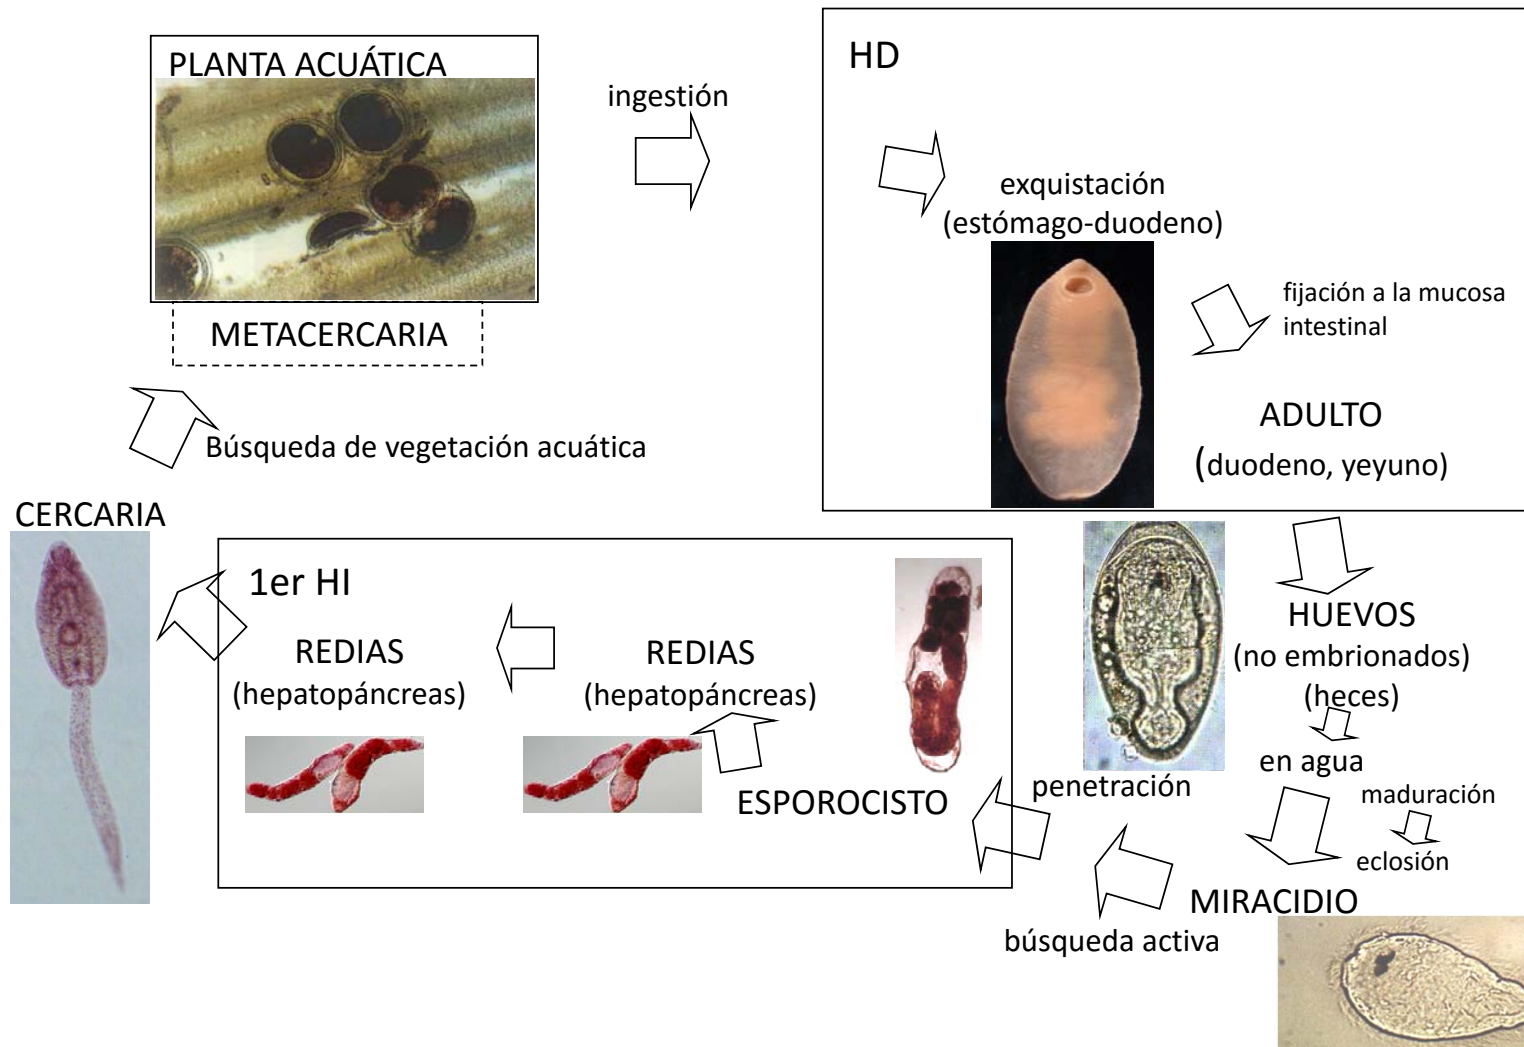 PLANTA ACUÁTICA
METACERCARIA
ingestión
HD
exquistación
(estómago-duodeno)
fijación a la mucosa
intestinal
ADULTO
(duodeno, yeyuno)
HUEVOS
(no embrionados)
(heces)
en agua
maduración
eclosión
MIRACIDIO
búsqueda activa
penetración
1er HI
ESPOROCISTO
REDIAS
(hepatopáncreas)
REDIAS
(hepatopáncreas)
CERCARIA
Búsqueda de vegetación acuática